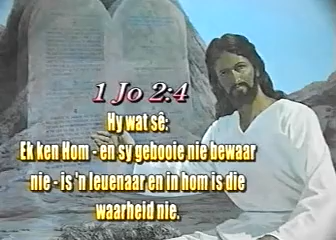 1 Jo 2:4
Hy wat sê:
Ek ken Hom - en sy gebooie nie bewaar
nie - is 'n leuenaar en in hom is die
waarheid nie.